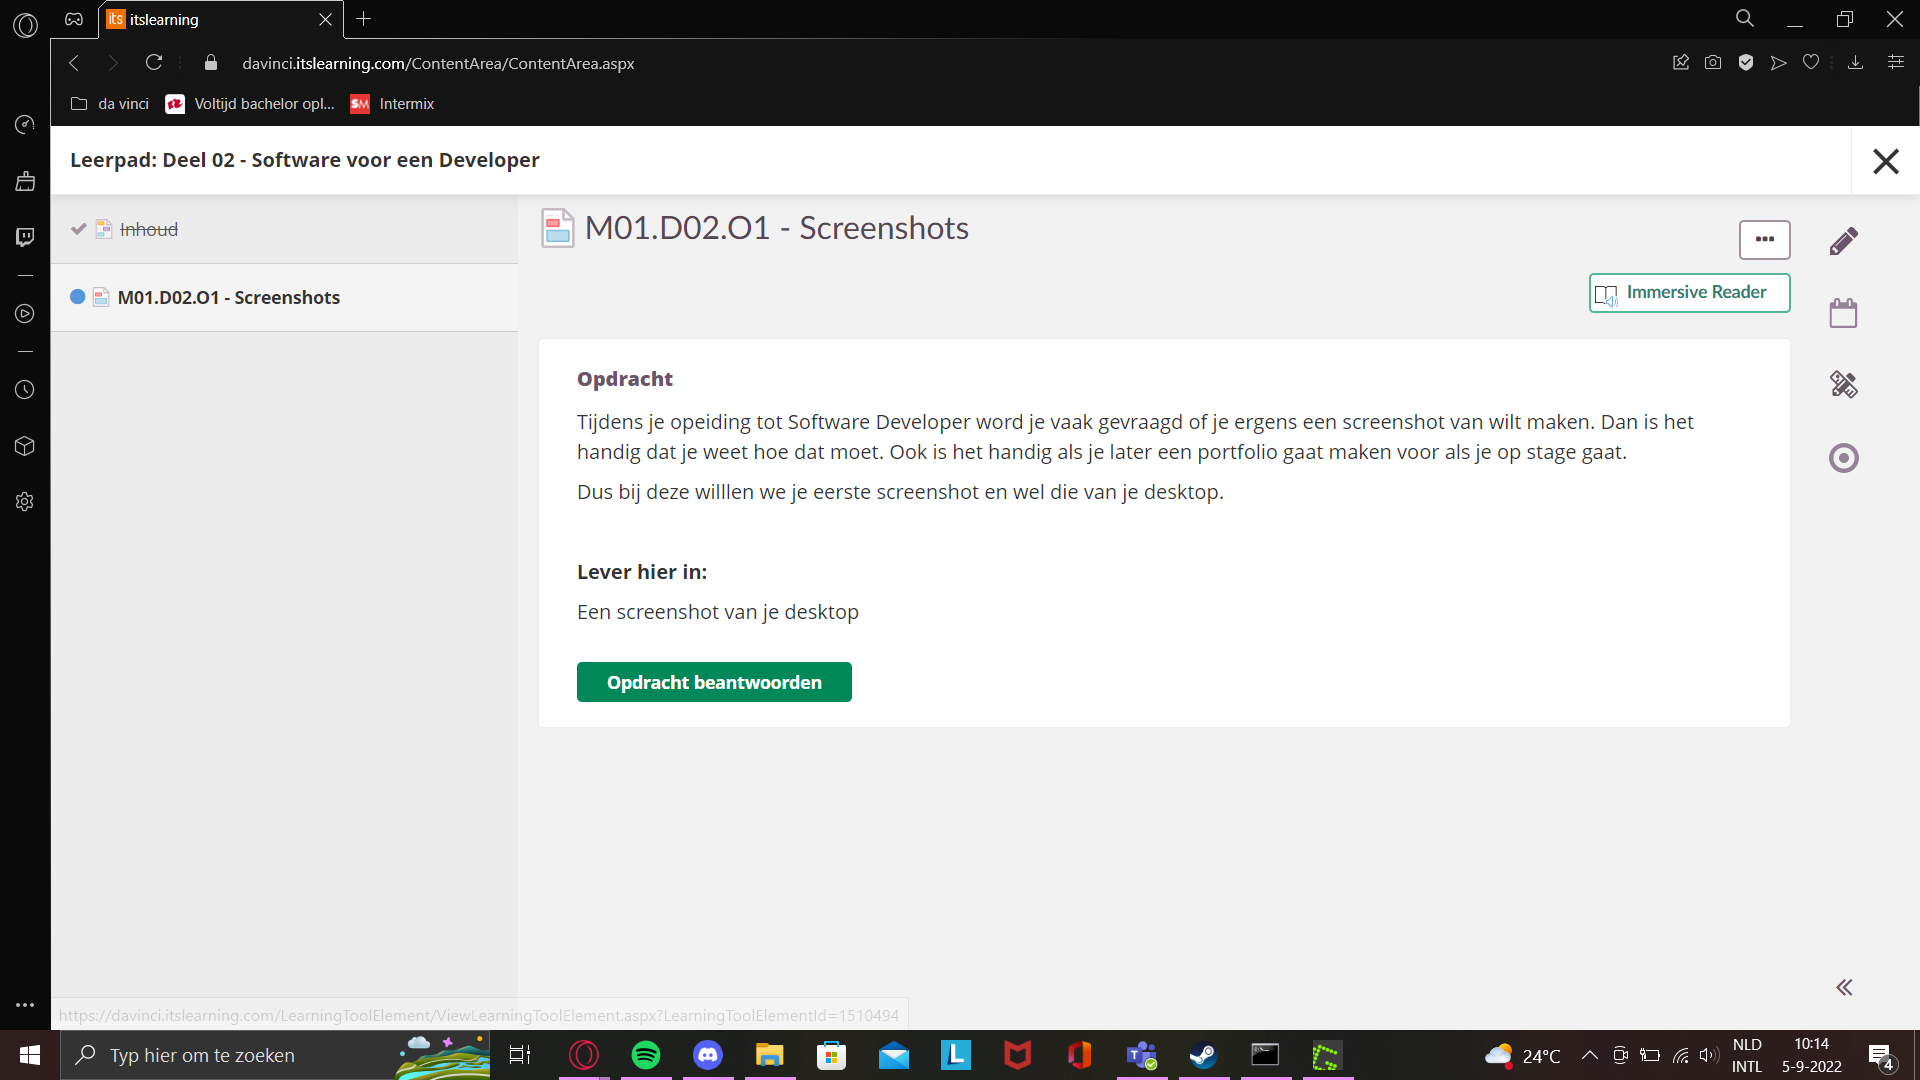 its itslearning
davinci.itslearning.com/ContentArea/ContentArea.aspx
da vinci
Voltijd bachelor opl...
SM Intermix
Leerpad: Deel 02 - Software voor een Developer
Inhoud
M01.D02.O1 - Screenshots
M01.D02.O1 - Screenshots
Immersive Reader
Opdracht
Tijdens je opeiding tot Software Developer word je vaak gevraagd of je ergens een screenshot van wilt maken. Dan is het
handig dat je weet hoe dat moet. Ook is het handig als je later een portfolio gaat maken voor als je op stage gaat.
Dus bij deze willlen we je eerste screenshot en wel die van je desktop.
Lever hier in:
Een screenshot van je desktop
Opdracht beantwoorden
https://davinci.itslearning.com/LearningToolElement/ViewLearningToolElement.aspx?LearningToolElementId=1510494
Typ hier om te zoeken
L
24°C
NLD
INTL
10:14
5-9-2022
4